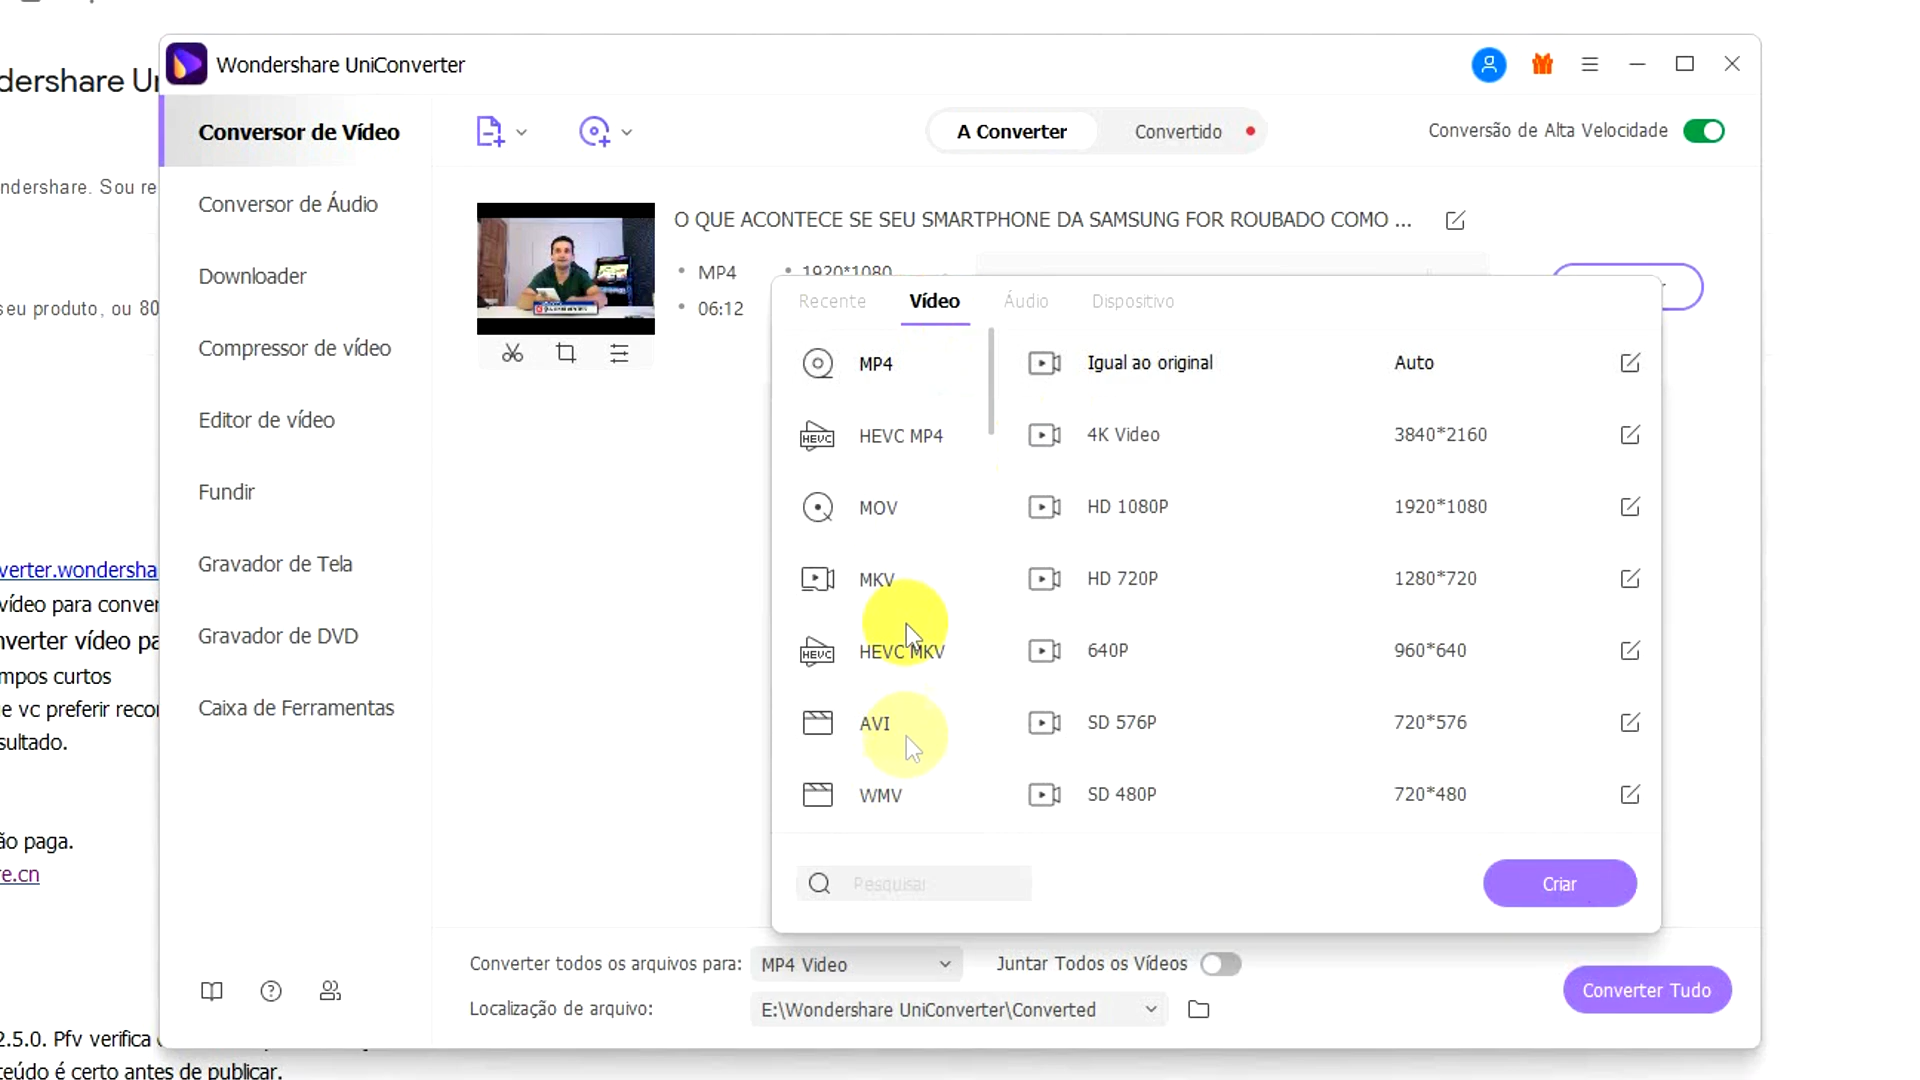 dershare U
Wondershare UniConverter
ndershare. Sou re
seu produto, ou 80
verter.wondersha
vídeo para conver
nverter vídeo pa
mpos curtos
e vc preferir recor
sultado.
ão paga.
re.cn
2.5.0. Pfv verifica
teúdo é certo antes de publicar.
Conversor de Vídeo
Conversor de Áudio
Downloader
Compressor de vídeo
Editor de vídeo
Fundir
Gravador de Tela
Gravador de DVD
Caixa de Ferramentas
A Converter
Convertido
Conversão de Alta Velocidade
O QUE ACONTECE SE SEU SMARTPHONE DA SAMSUNG FOR ROUBADO COMO ...
MP4
1920*1080
06:12
Recente
Vídeo
Áudio
Dispositivo
MP4
HEVC MP4
MOV
MKV
HEVC MKV
AVI
WMV
Igual ao original Auto
4K Video 3840*2160
HD 1080P 1920*1080
HD 720P 1280*720
640P 960*640
SD 576P 720*576
SD 480P 720*480
HEVC
HEVC
Pesquisar
Criar
Converter todos os arquivos para: MP4 Video
Juntar Todos os Vídeos
Localização de arquivo: E:\Wondershare UniConverter\Converted
Converter Tudo